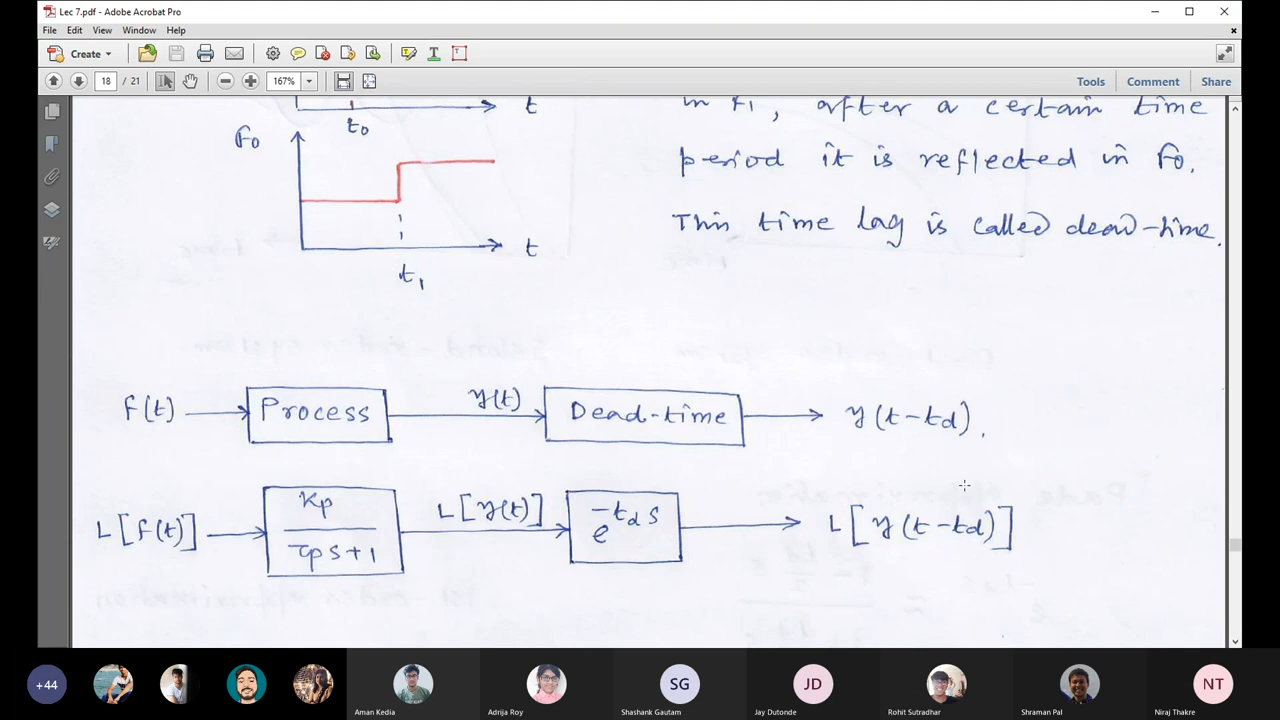 Lec 7.pdf - Adobe Acrobat Pro
File Edit View Window Help
Create
18 / 21 167% Tools Comment Share
t
t₀
F₀
t
t₁
in F₁, after a certain time
period it is reflected in F₀.
This time lag is called dead-time.
f(t) Process y(t) Dead-time y(t-td).
L[f(t)] Kp L[y(t)] e^-tds L[y(t-td)]
τps+1
+44 SG JD NT
Aman Kedia Adrija Roy Shashank Gautam Jay Dutonde Rohit Sutradhar Shraman Pal Niraj Thakre